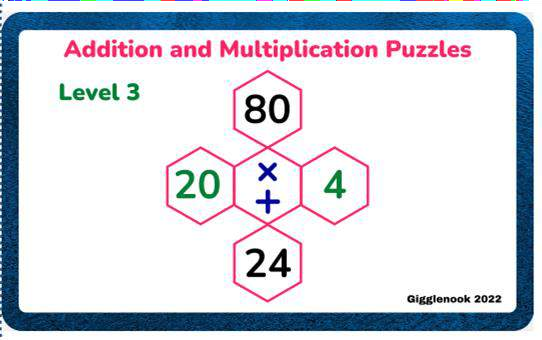 Addition and Multiplication Puzzles
Level 3
80
20 × 4
+
24
Gigglenook 2022